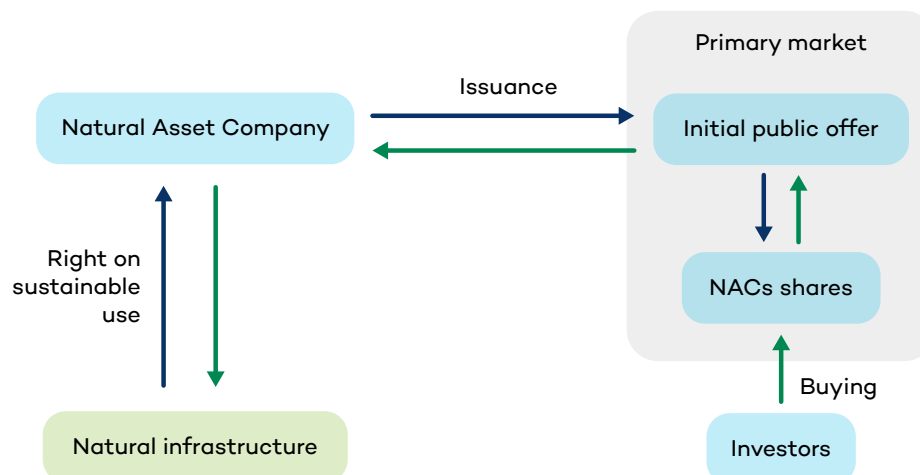 Primary market
Issuance
Natural Asset Company
Initial public offer
Right on
sustainable
use
NACs shares
Buying
Natural infrastructure
Investors